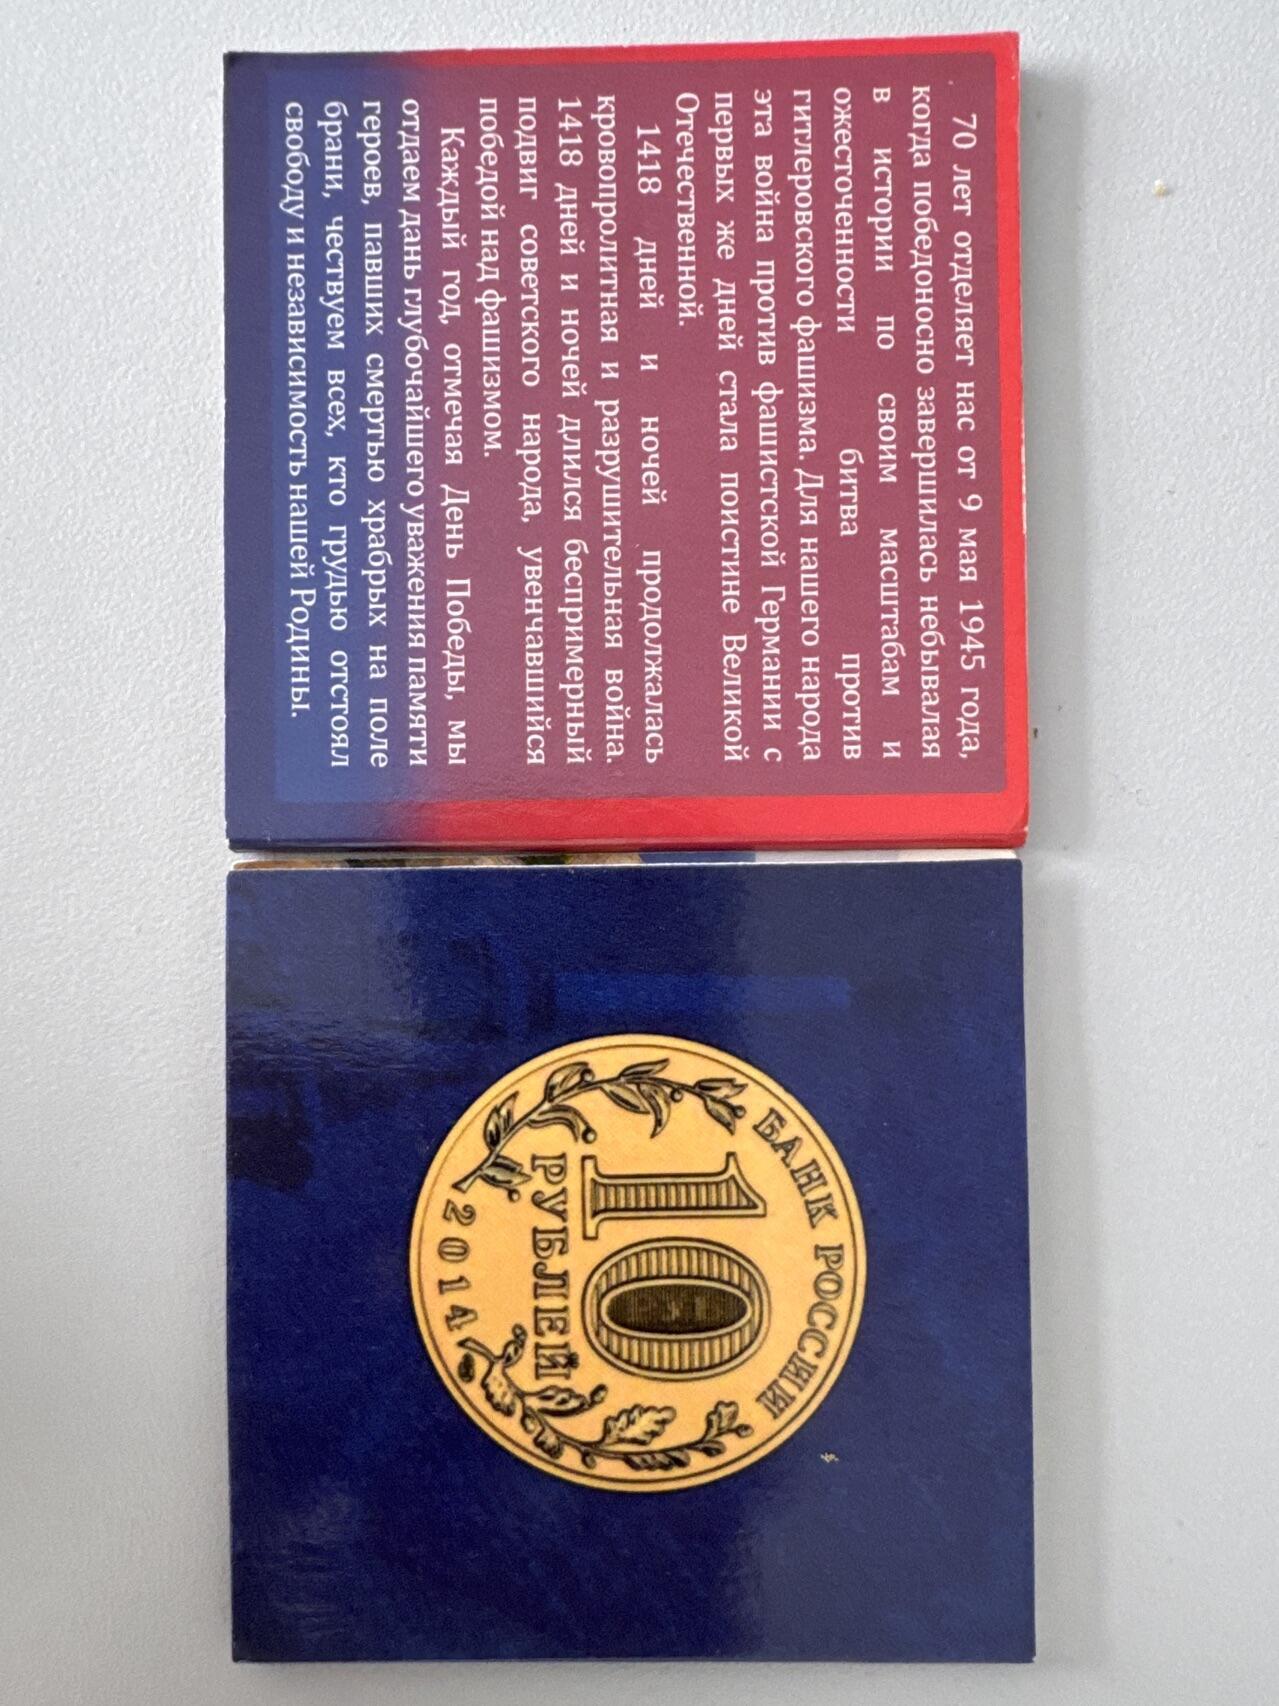 70 лет отделяет нас от 9 мая 1945 года,
когда победоносно завершилась небывалая
в истории по своим масштабам и
ожесточенности битва против
гитлеровского фашизма. Для нашего народа
эта война против фашистской Германии с
первых же дней стала поистине Великой
Отечественной.
1418 дней и ночей продолжалась
кровопролитная и разрушительная война.
1418 дней и ночей длился беспримерный
подвиг советского народа, увенчавшийся
победой над фашизмом.
Каждый год, отмечая День Победы, мы
отдаем дань глубочайшего уважения памяти
героев, павших смертью храбрых на поле
брани, чествуем всех, кто грудью отстоял
свободу и независимость нашей Родины.
БАНК РОССИИ
10
РУБЛЕЙ
2014